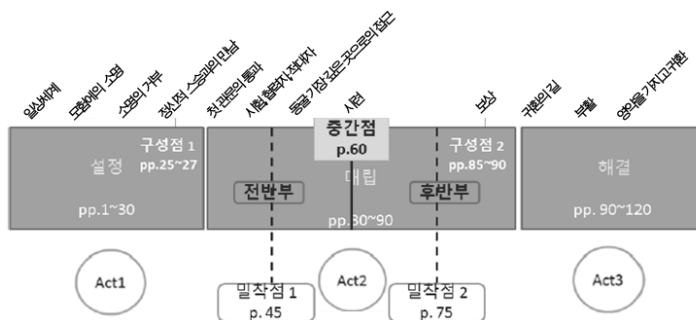 일상세계
모험에의 소명
소명의 거부
정신적 스승과의 만남
첫 관문의 통과
시험 협력자 적대자
동굴 가장 깊은 곳으로의 접근
시련
보상
귀환의 길
부활
영약을 가지고 귀환
설정
구성점 1
pp.25~27
pp.1~30
중간점
p.60
대립
전반부
후반부
pp.30~90
구성점 2
pp.85~90
해결
pp. 90~120
Act1
밀착점 1
p. 45
Act2
밀착점 2
p. 75
Act3